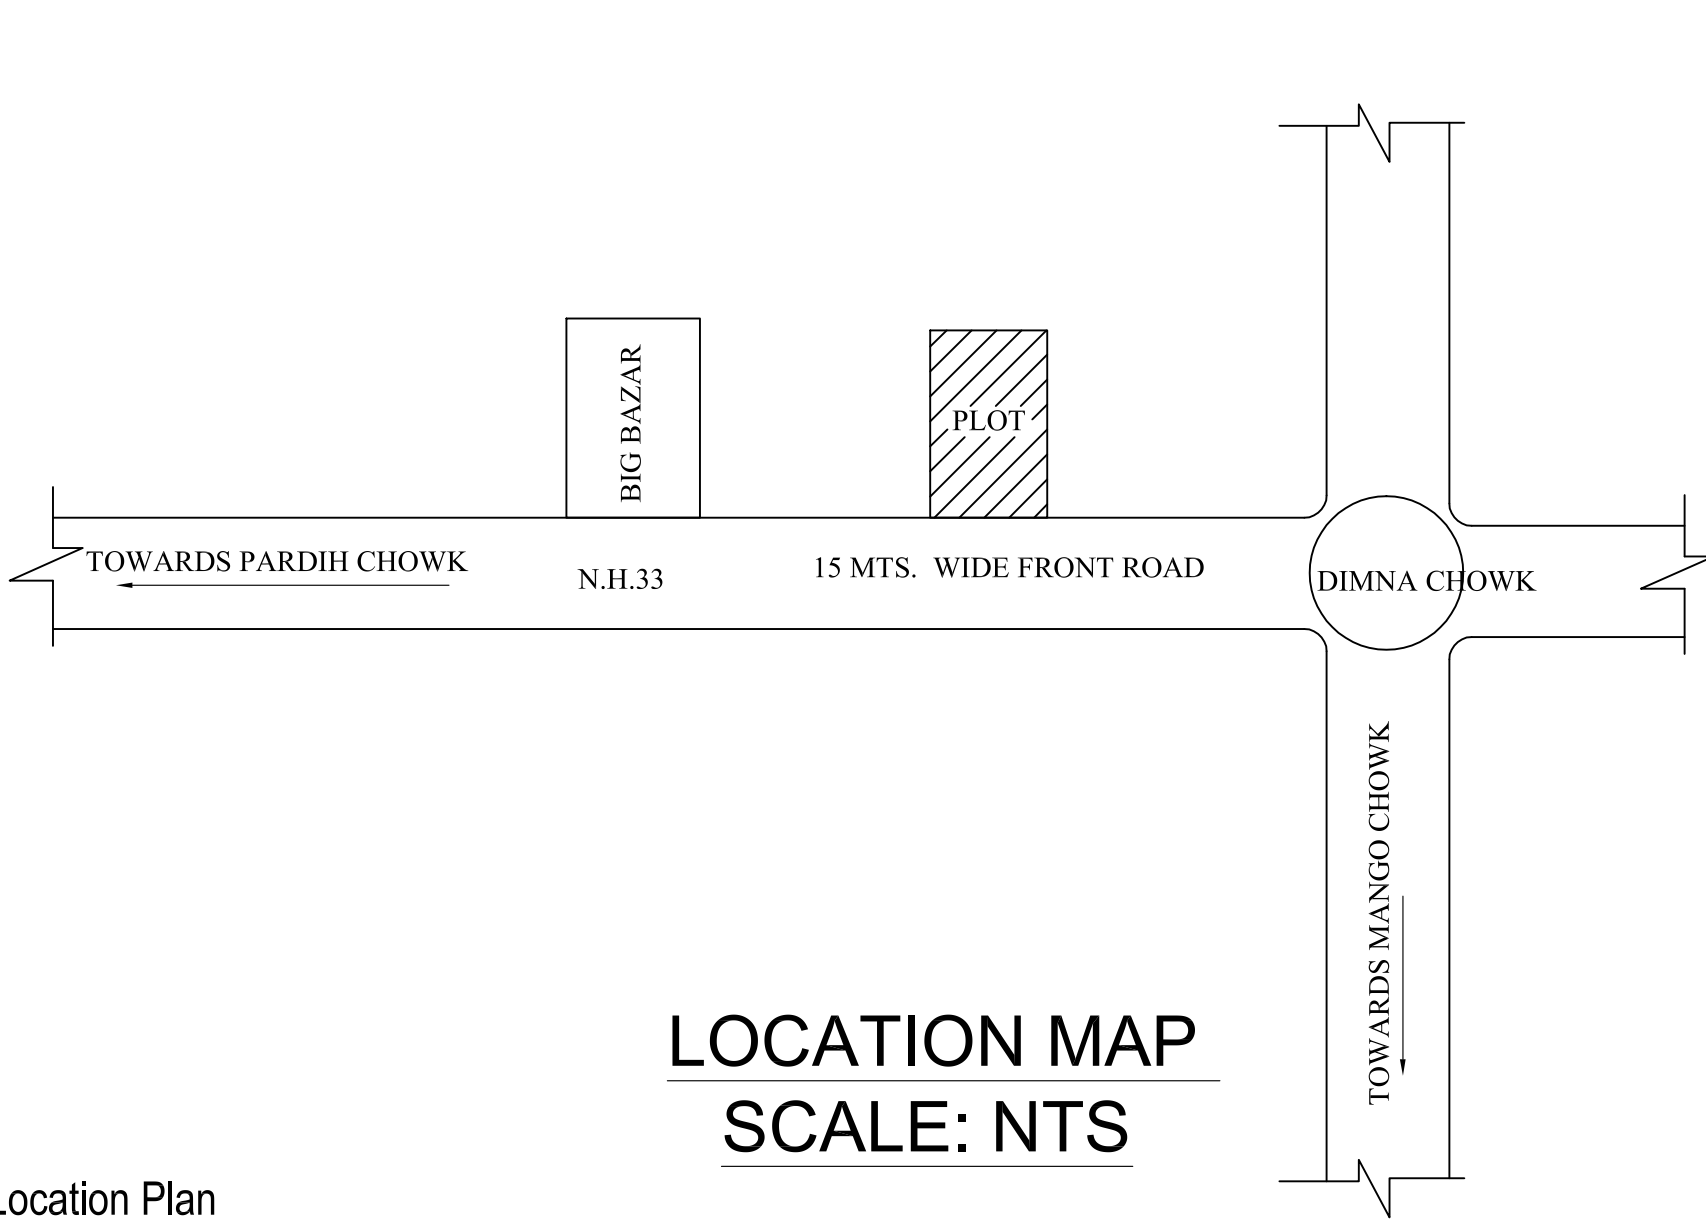 BIG BAZAR
PLOT
TOWARDS PARDIH CHOWK
N.H.33
15 MTS. WIDE FRONT ROAD
DIMNA CHOWK
TOWARDS MANGO CHOWK
LOCATION MAP
SCALE: NTS
Location Plan